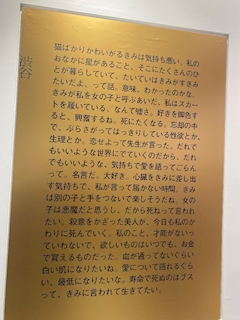 渋谷
猫ばかりかわいがるきみは気持ち悪い。私の
おなかに星があること、そこにたくさんのひ
とが暮らしていて、たいていはきみがすきみ
たいだよ、って話。意味、わかったのかな、
きみが私を女の子と呼ぶあいだ、私はスカー
トを履いている、なんて嘘さ。好きを脚色す
ると、興奮するね。死にたくなる。忘却の中
で、ぶらさがってはっきりしている性欲とか、
生理とか。恋せよって先生が言った。だれで
もいいような世界にでていくのだから、だれ
でもいいような、気持ちで愛を語ってごらん
って。名言だ。大好き。心臓をきみに差し出
す気持ちで、私が言って届かない時間、きみ
は別の子と手をつないで楽しそうだね。女の
子は悪魔だと思うし、だから死ねって言われ
たい。殺意をかざった美人が、今日も私のか
わりに死んでいく。私のこと、才能がないっ
ていわないで、欲しいものはいつでも、お金
で買えるものだった。血が通ってないぐらい
白い肌になりたいね。愛について語れるぐら
い、最低になりたいな。寿命で死ぬのはブス
って、きみに言われて生きてたい。